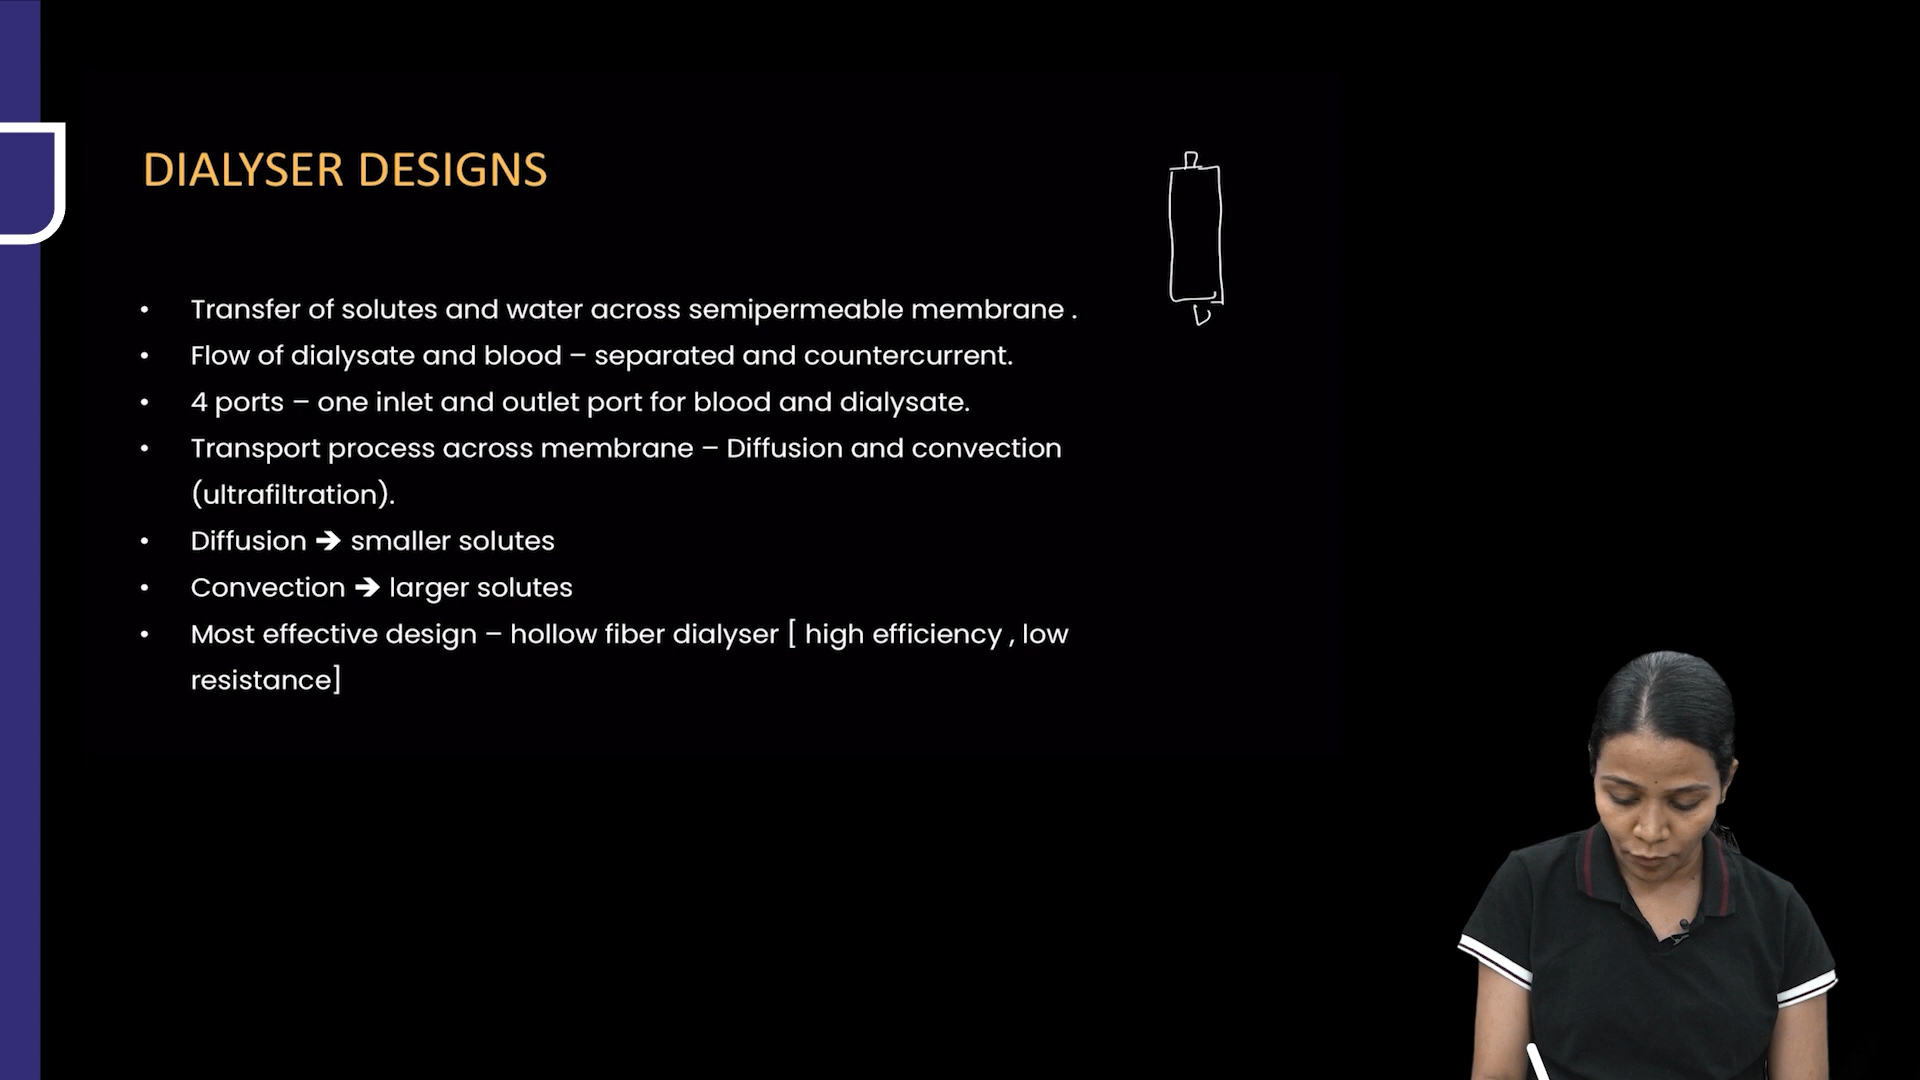 DIALYSER DESIGNS
• Transfer of solutes and water across semipermeable membrane .
• Flow of dialysate and blood – separated and countercurrent.
• 4 ports – one inlet and outlet port for blood and dialysate.
• Transport process across membrane – Diffusion and convection
(ultrafiltration).
• Diffusion ➔ smaller solutes
• Convection ➔ larger solutes
• Most effective design – hollow fiber dialyser [ high efficiency , low
resistance]